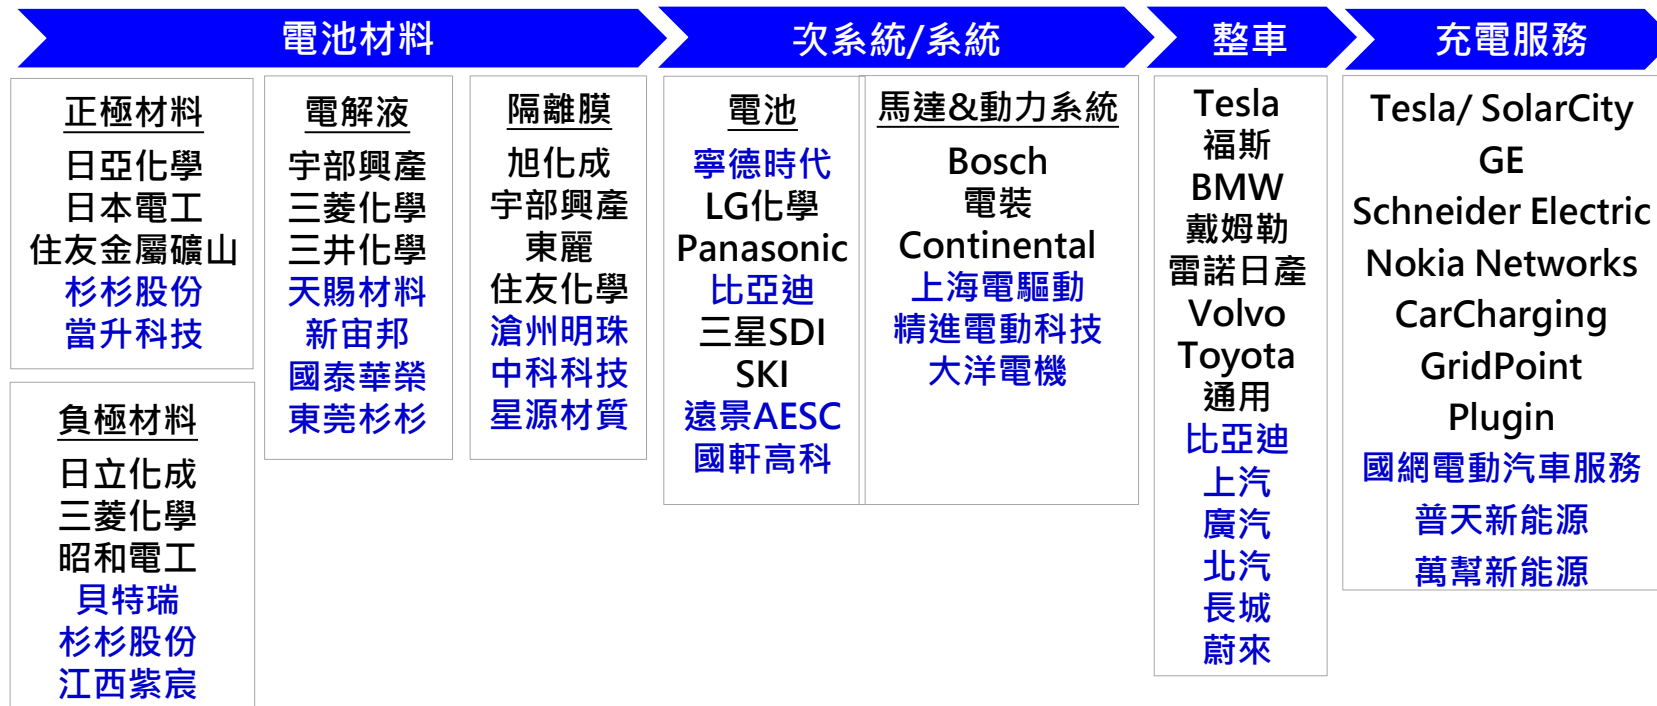 電池材料
次系統/系統
整車
充電服務
正極材料
日亞化學
日本電工
住友金屬礦山
杉杉股份
當升科技
負極材料
日立化成
三菱化學
昭和電工
貝特瑞
杉杉股份
江西紫宸
電解液
宇部興產
三菱化學
三井化學
天賜材料
新宙邦
國泰華榮
東莞杉杉
隔離膜
旭化成
宇部興產
東麗
住友化學
滄州明珠
中科科技
星源材質
電池
寧德時代
LG化學
Panasonic
比亞迪
三星SDI
SKI
遠景AESC
國軒高科
馬達&動力系統
Bosch
電裝
Continental
上海電驅動
精進電動科技
大洋電機
Tesla
福斯
BMW
戴姆勒
雷諾日產
Volvo
Toyota
通用
比亞迪
上汽
廣汽
北汽
長城
蔚來
Tesla/ SolarCity
GE
Schneider Electric
Nokia Networks
CarCharging
GridPoint
Plugin
國網電動汽車服務
普天新能源
萬幫新能源